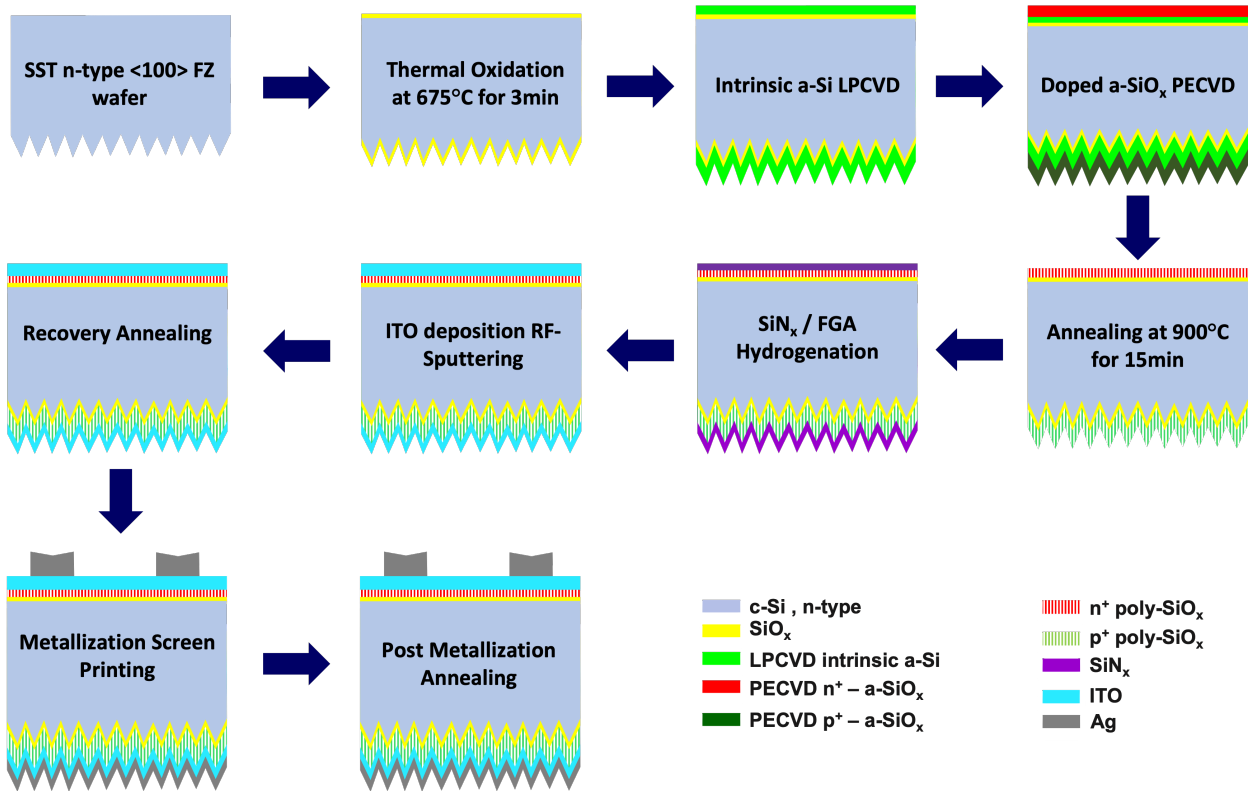 SST n-type <100> FZ
wafer
Thermal Oxidation
at 675°C for 3min
Intrinsic a-Si LPCVD
Doped a-SiOₓ PECVD
Annealing at 900°C
for 15min
SiNₓ / FGA
Hydrogenation
ITO deposition RF-
Sputtering
Recovery Annealing
Metallization Screen
Printing
Post Metallization
Annealing
c-Si , n-type
SiOₓ
LPCVD intrinsic a-Si
PECVD n⁺ – a-SiOₓ
PECVD p⁺ – a-SiOₓ
n⁺ poly-SiOₓ
p⁺ poly-SiOₓ
SiNₓ
ITO
Ag